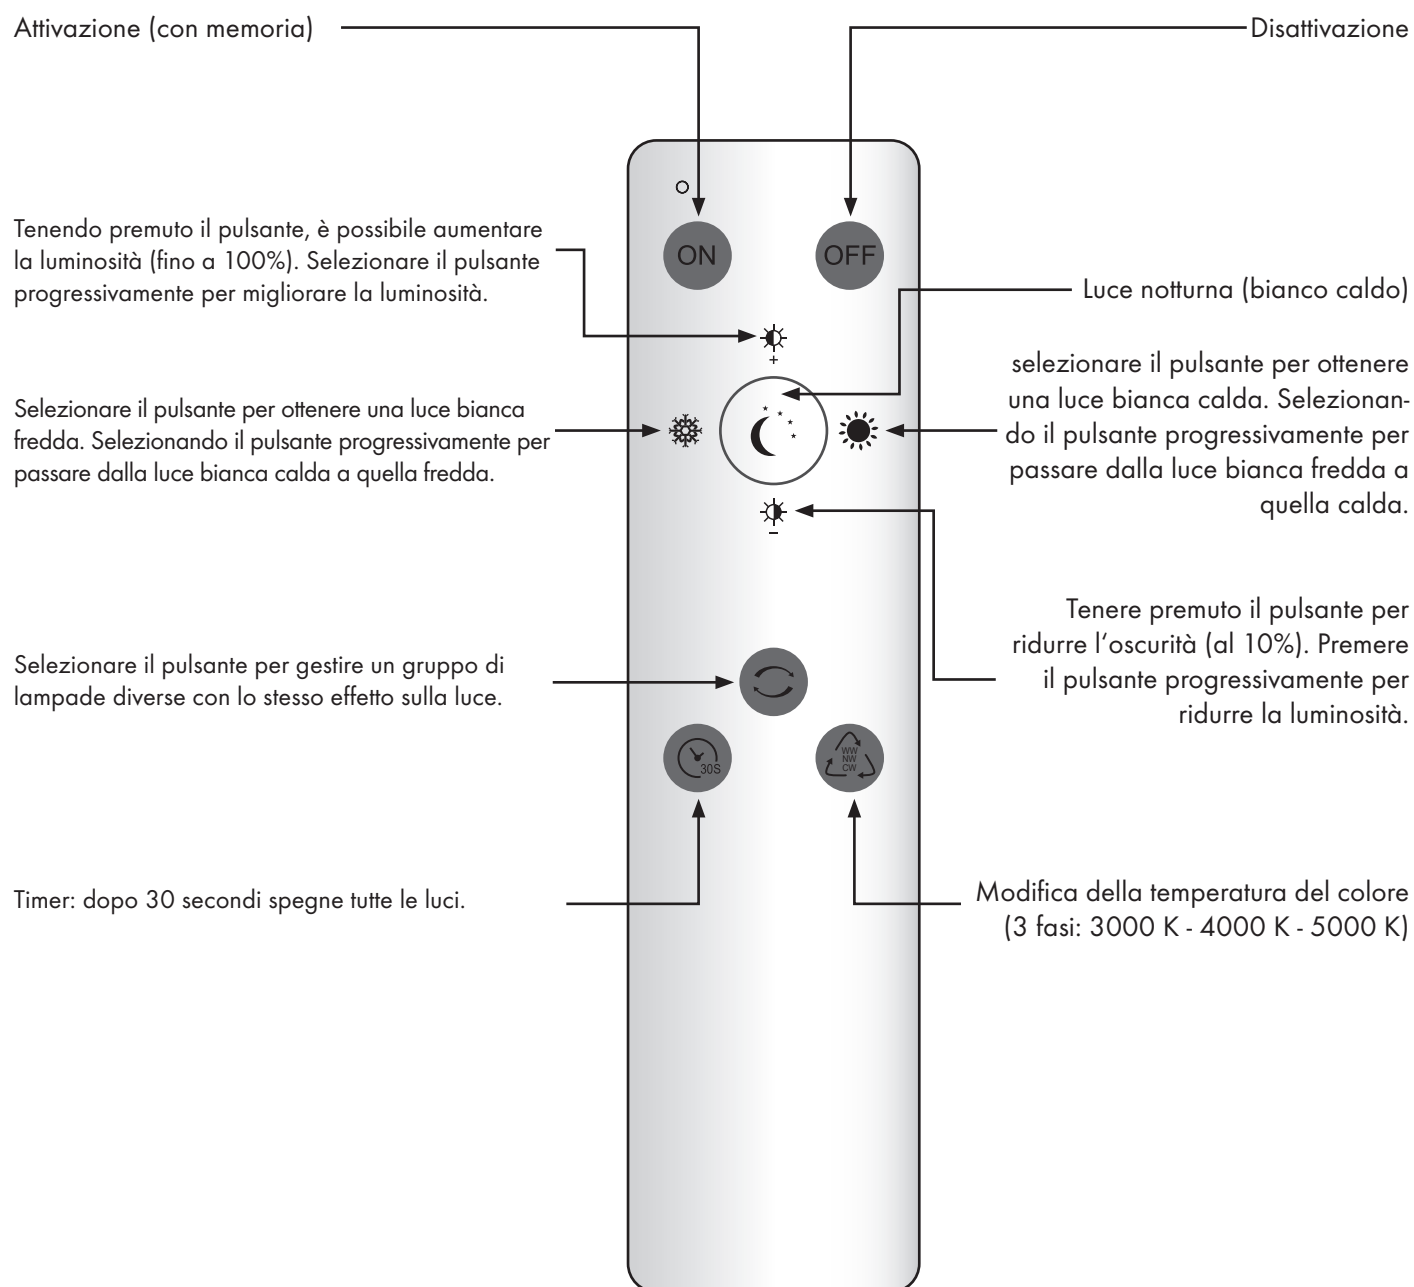 Attivazione (con memoria)
Disattivazione
Tenendo premuto il pulsante, è possibile aumentare
la luminosità (fino a 100%). Selezionare il pulsante
progressivamente per migliorare la luminosità.
ON
OFF
Luce notturna (bianco caldo)
+
Selezionare il pulsante per ottenere una luce bianca
fredda. Selezionando il pulsante progressivamente per
passare dalla luce bianca calda a quella fredda.
selezionare il pulsante per ottenere
una luce bianca calda. Selezionan-
do il pulsante progressivamente per
passare dalla luce bianca fredda a
quella calda.
–
Tenere premuto il pulsante per
ridurre l‘oscurità (al 10%). Premere
il pulsante progressivamente per
ridurre la luminosità.
Selezionare il pulsante per gestire un gruppo di
lampade diverse con lo stesso effetto sulla luce.
30S
WW
NW
CW
Timer: dopo 30 secondi spegne tutte le luci.
Modifica della temperatura del colore
(3 fasi: 3000 K - 4000 K - 5000 K)